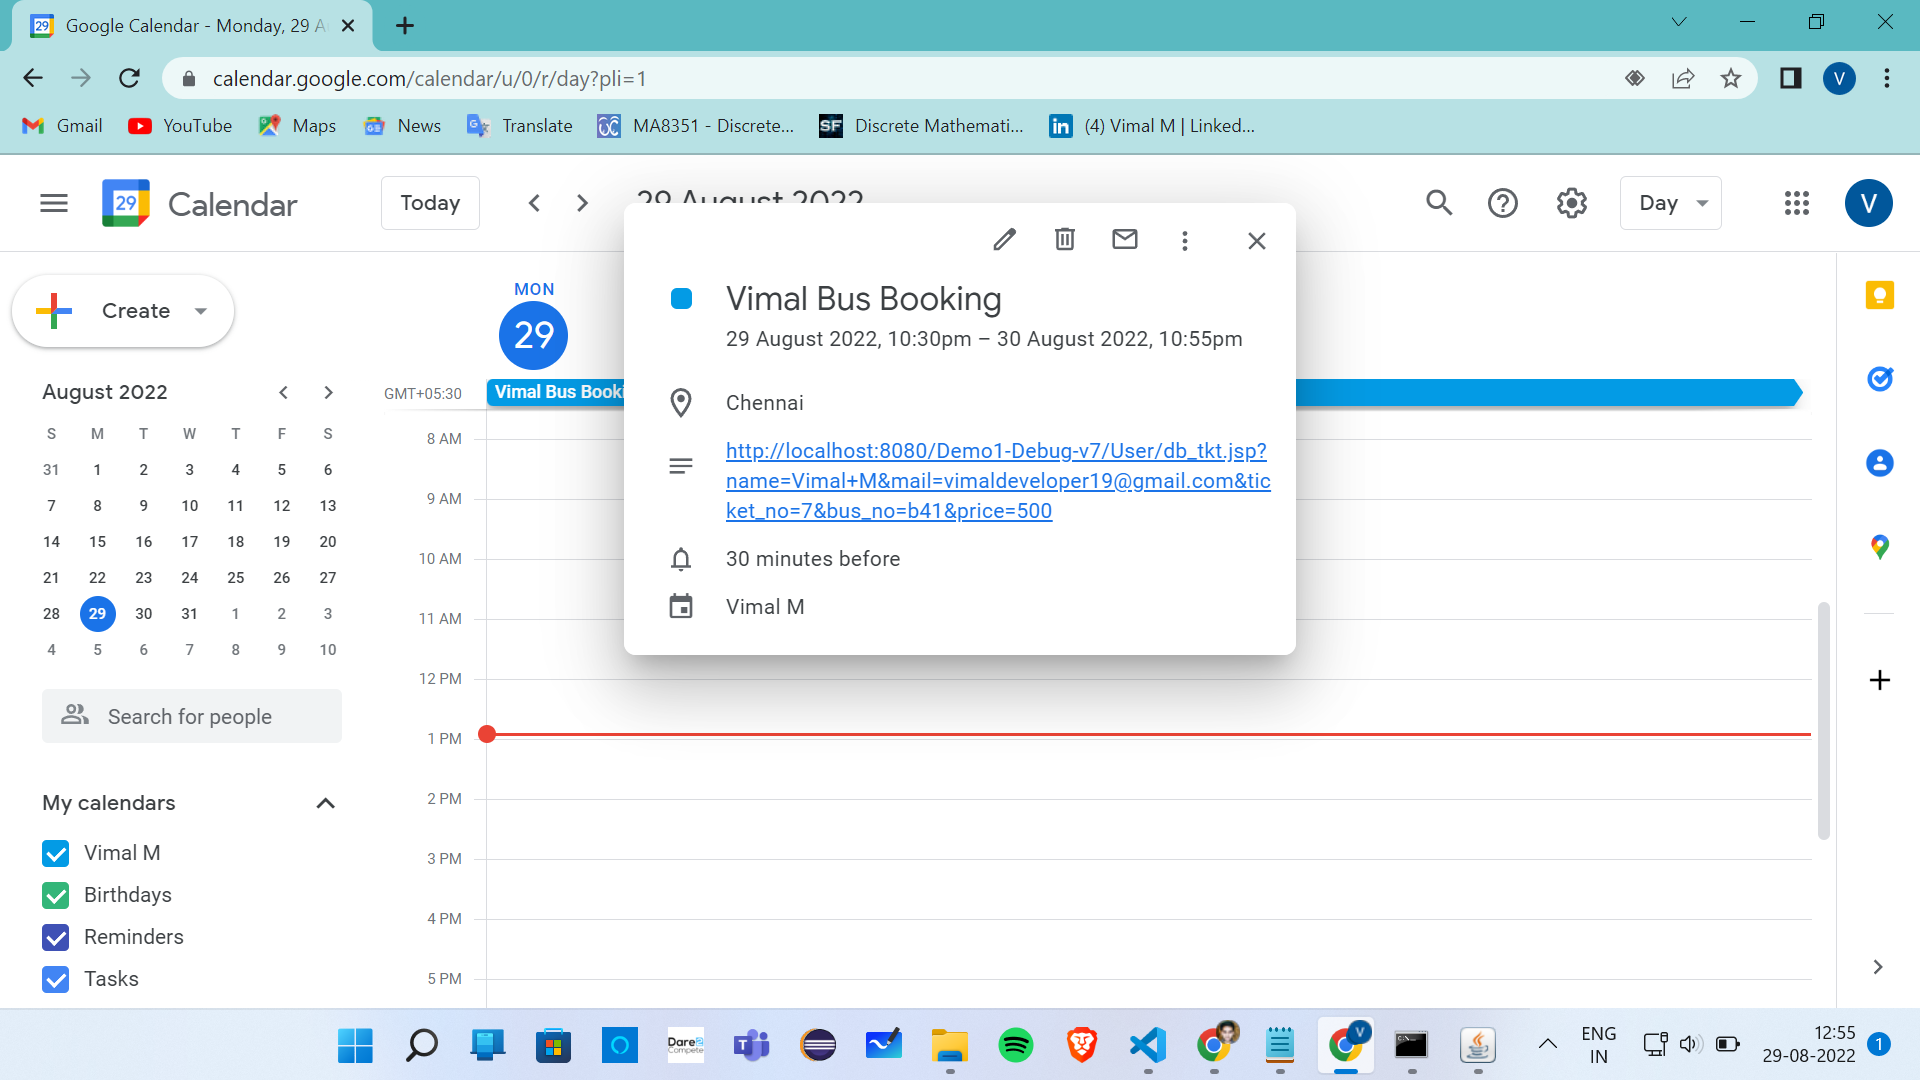 29
Google Calendar - Monday, 29 A
calendar.google.com/calendar/u/0/r/day?pli=1
V
Gmail
YouTube
Maps
News
Translate
MA8351 - Discrete...
SF
Discrete Mathemati...
in
(4) Vimal M | Linked...
29
Calendar
Today
29 August 2022
Day
V
Create
MON
29
Vimal Bus Booking
29 August 2022, 10:30pm – 30 August 2022, 10:55pm
August 2022
GMT+05:30
Vimal Bus Booki
Chennai
S M T W T F S
31 1 2 3 4 5 6
7 8 9 10 11 12 13
14 15 16 17 18 19 20
21 22 23 24 25 26 27
28 29 30 31 1 2 3
4 5 6 7 8 9 10
8 AM
9 AM
10 AM
11 AM
12 PM
1 PM
2 PM
3 PM
4 PM
5 PM
http://localhost:8080/Demo1-Debug-v7/User/db_tkt.jsp?
name=Vimal+M&mail=vimaldeveloper19@gmail.com&tic
ket_no=7&bus_no=b41&price=500
30 minutes before
Vimal M
Search for people
My calendars
Vimal M
Birthdays
Reminders
Tasks
Dare2
Compete
T
V
ENG
IN
12:55
29-08-2022
1